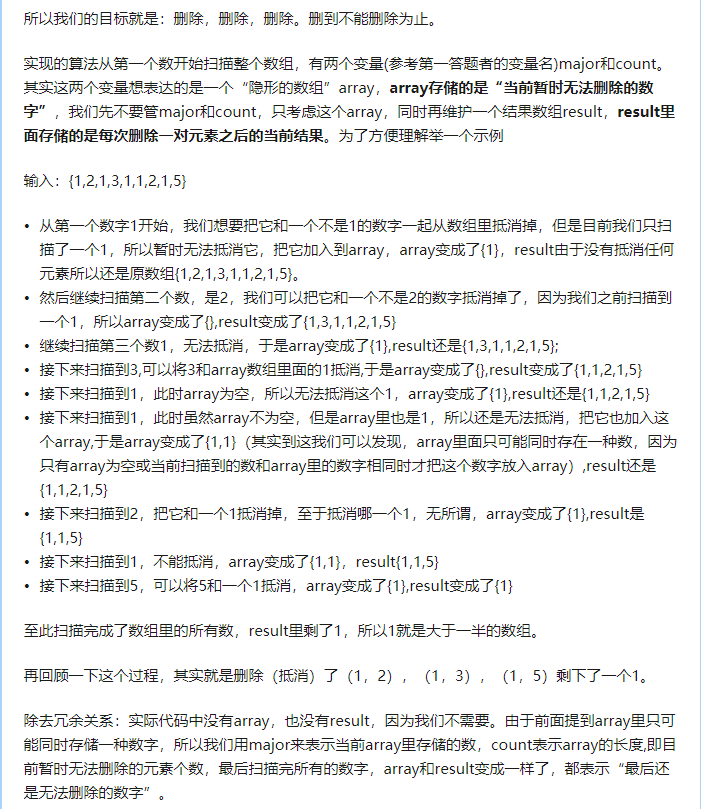 所以我们的目标就是：删除，删除，删除。删到不能删除为止。
实现的算法从第一个数开始扫描整个数组，有两个变量(参考第一答题者的变量名)major和count。
其实这两个变量想表达的是一个“隐形的数组”array，array存储的是“当前暂时无法删除的数
字”，我们先不要管major和count，只考虑这个array，同时再维护一个结果数组result，result里
面存储的是每次删除一对元素之后的当前结果。为了方便理解举一个示例
输入：{1,2,1,3,1,1,2,1,5}
• 从第一个数字1开始，我们想要把它和一个不是1的数字一起从数组里抵消掉，但是目前我们只扫
描了一个1，所以暂时无法抵消它，把它加入到array，array变成了{1}，result由于没有抵消任何
元素所以还是原数组{1,2,1,3,1,1,2,1,5}。
• 然后继续扫描第二个数，是2，我们可以把它和一个不是2的数字抵消掉了，因为我们之前扫描到
一个1，所以array变成了{},result变成了{1,3,1,1,2,1,5}
• 继续扫描第三个数1，无法抵消，于是array变成了{1},result还是{1,3,1,1,2,1,5};
• 接下来扫描到3,可以将3和array数组里面的1抵消,于是array变成了{},result变成了{1,1,2,1,5}
• 接下来扫描到1，此时array为空，所以无法抵消这个1，array变成了{1},result还是{1,1,2,1,5}
• 接下来扫描到1，此时虽然array不为空，但是array里也是1，所以还是无法抵消，把它也加入这
个array,于是array变成了{1,1}（其实到这我们可以发现，array里面只可能同时存在一种数，因为
只有array为空或当前扫描到的数和array里的数字相同时才把这个数字放入array）,result还是
{1,1,2,1,5}
• 接下来扫描到2，把它和一个1抵消掉，至于抵消哪一个1，无所谓，array变成了{1},result是
{1,1,5}
• 接下来扫描到1，不能抵消，array变成了{1,1}，result{1,1,5}
• 接下来扫描到5，可以将5和一个1抵消，array变成了{1},result变成了{1}
至此扫描完成了数组里的所有数，result里剩了1，所以1就是大于一半的数组。
再回顾一下这个过程，其实就是删除（抵消）了（1，2），（1，3），（1，5）剩下了一个1。
除去冗余关系：实际代码中没有array，也没有result，因为我们不需要。由于前面提到array里只可
能同时存储一种数字，所以我们用major来表示当前array里存储的数，count表示array的长度,即目
前暂时无法删除的元素个数，最后扫描完所有的数字，array和result变成一样了，都表示“最后还
是无法删除的数字”。